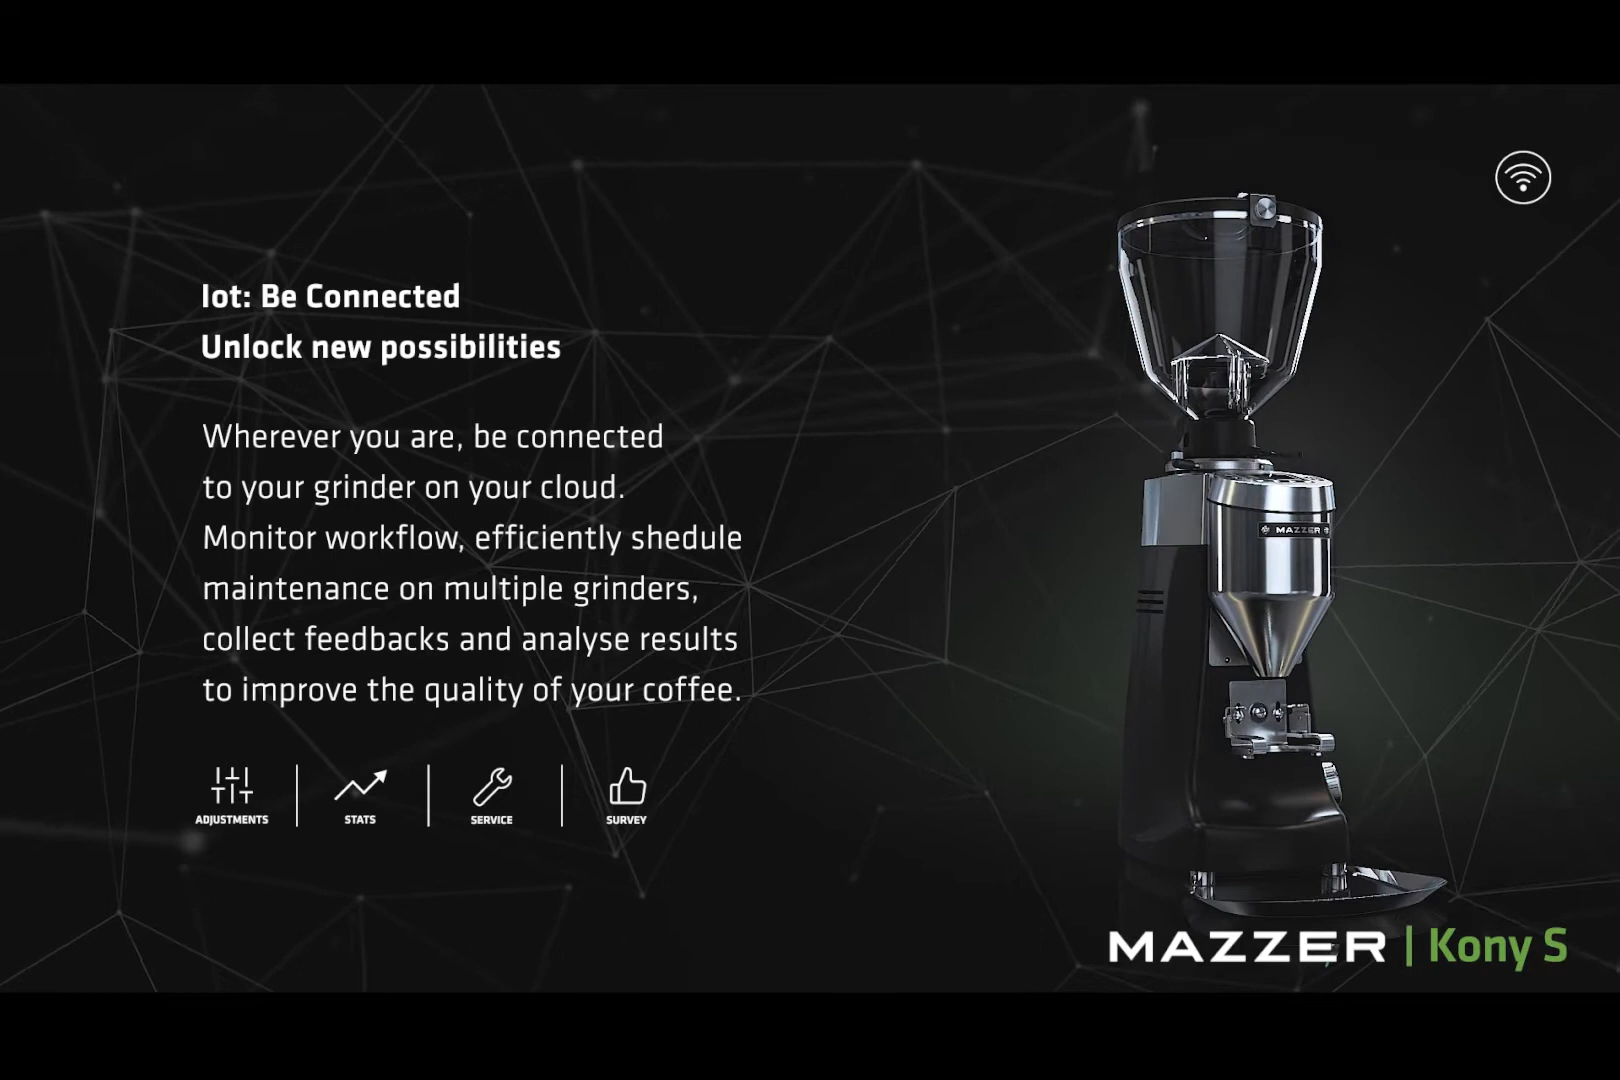 Iot: Be Connected
Unlock new possibilities
Wherever you are, be connected
to your grinder on your cloud.
Monitor workflow, efficiently shedule
maintenance on multiple grinders,
collect feedbacks and analyse results
to improve the quality of your coffee.
ADJUSTMENTS
STATS
SERVICE
SURVEY
MAZZER
MAZZER | Kony S